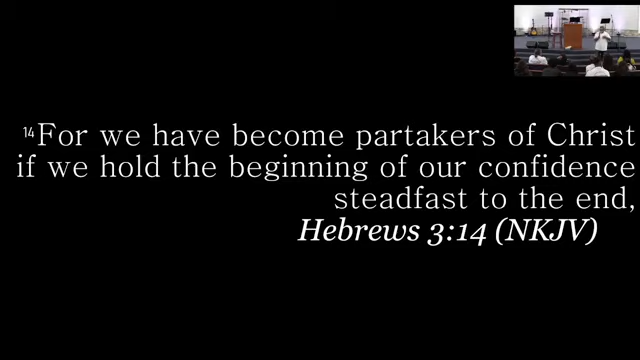 14For we have become partakers of Christ
if we hold the beginning of our confidence
steadfast to the end,
Hebrews 3:14 (NKJV)